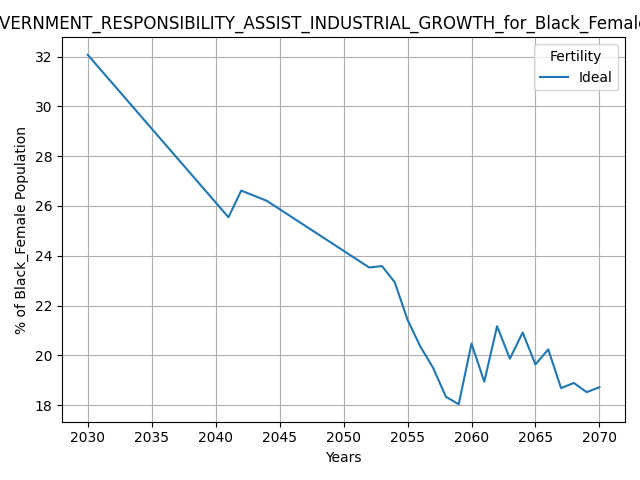 VERNMENT_RESPONSIBILITY_ASSIST_INDUSTRIAL_GROWTH_for_Black_Female
Fertility
Ideal
% of Black_Female Population
32
30
28
26
24
22
20
18
2030 2035 2040 2045 2050 2055 2060 2065 2070
Years